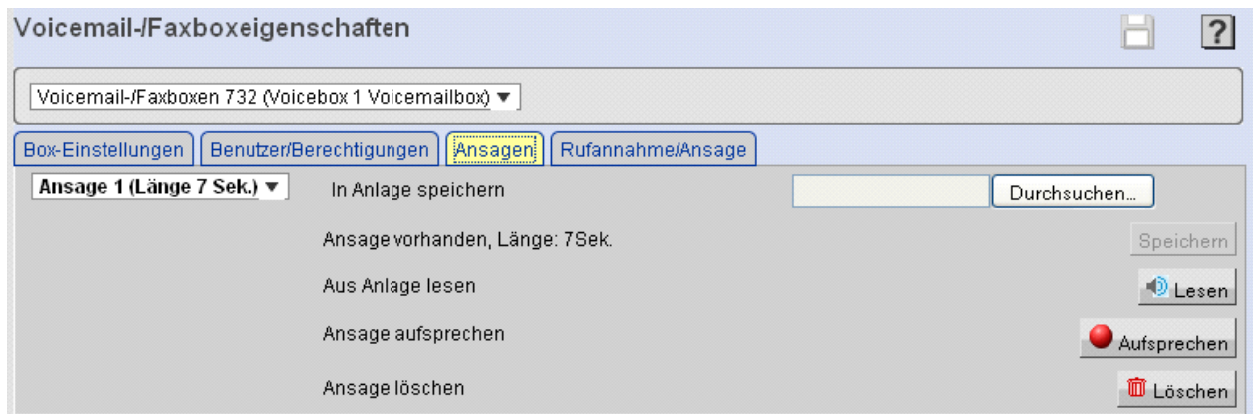 Voicemail-/Faxboxeigenschaften
?
Voicemail-/Faxboxen 732 (Voicebox 1 Voicemailbox) ▼
Box-Einstellungen Benutzer/Berechtigungen Ansagen Rufannahme/Ansage
Ansage 1 (Länge 7 Sek.) ▼ In Anlage speichern Durchsuchen...
Ansage vorhanden, Länge: 7Sek. Speichern
Aus Anlage lesen Lesen
Ansage aufsprechen Aufsprechen
Ansage löschen Löschen